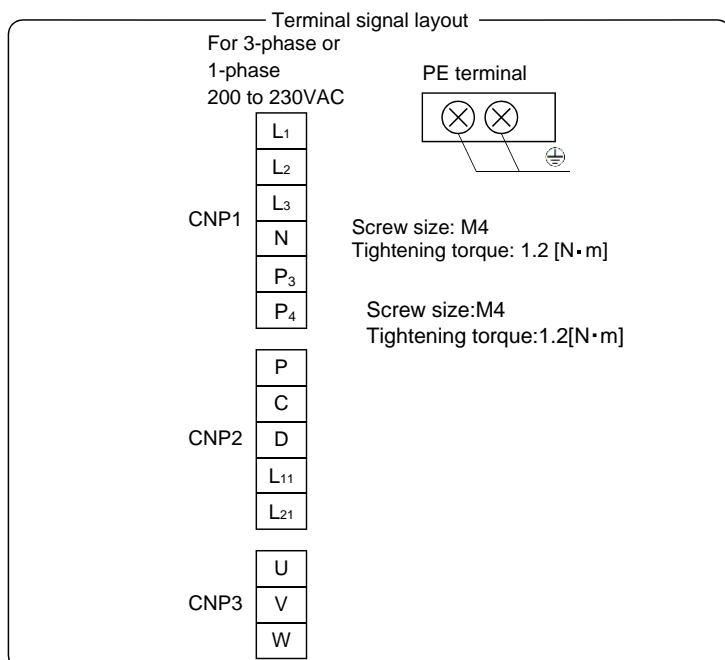 Terminal signal layout
For 3-phase or
1-phase
200 to 230VAC
PE terminal
CNP1
L1
L2
L3
N
P3
P4
Screw size: M4
Tightening torque: 1.2 [N·m]
Screw size:M4
Tightening torque:1.2[N·m]
CNP2
P
C
D
L11
L21
CNP3
U
V
W